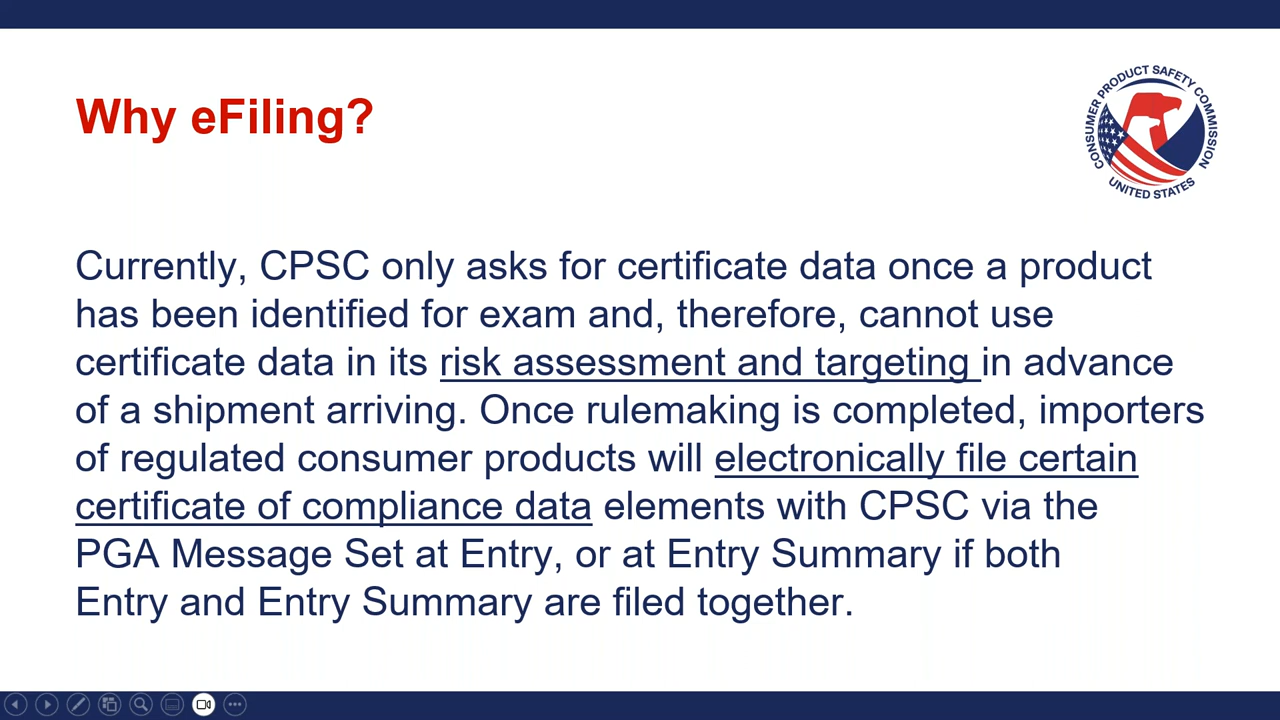 Why eFiling?
CONSUMER PRODUCT SAFETY COMMISSION
UNITED STATES
Currently, CPSC only asks for certificate data once a product
has been identified for exam and, therefore, cannot use
certificate data in its risk assessment and targeting in advance
of a shipment arriving. Once rulemaking is completed, importers
of regulated consumer products will electronically file certain
certificate of compliance data elements with CPSC via the
PGA Message Set at Entry, or at Entry Summary if both
Entry and Entry Summary are filed together.